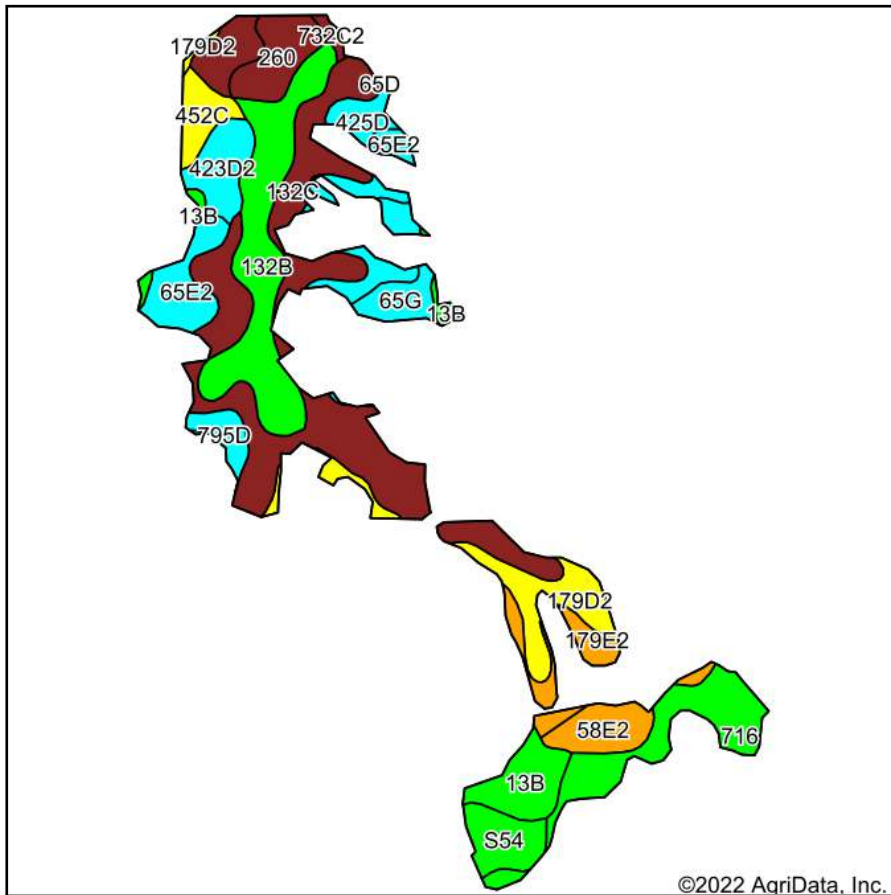 179D2
732C2
260
65D
452C
425D
65E2
423D2
132C
13B
132B
65E2
65G
13B
795D
179D2
179E2
58E2
716
13B
S54
©2022 AgriData, Inc.